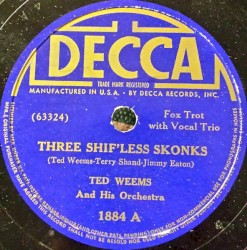 DECCA
TRADE MARK REGISTERED
MANUFACTURED IN U.S.A. BY DECCA RECORDS, INC.
(63324)
Fox Trot
with Vocal Trio
THREE SHIF'LESS SKONKS
(Ted Weems-Terry Shand-Jimmy Eaton)
TED WEEMS
And His Orchestra
1884 A